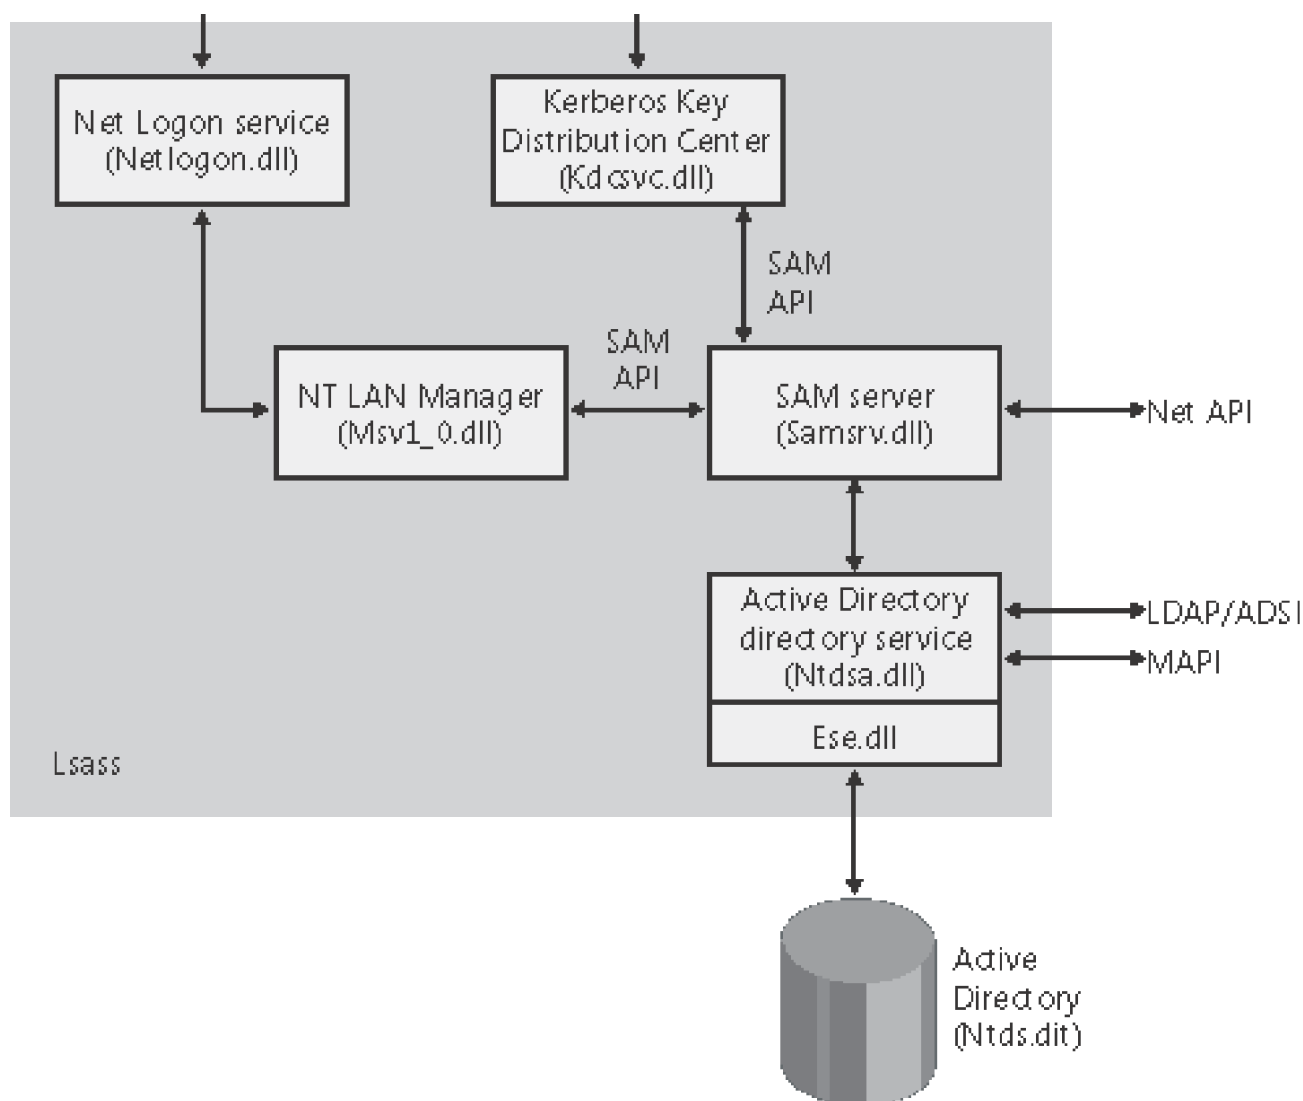 Net Logon service
(Netlogon.dll)
Kerberos Key
Distribution Center
(Kdcsvc.dll)
SAM
API
SAM
API
NT LAN Manager
(Msv1_0.dll)
SAM server
(Samsrv.dll)
Net API
Active Directory
directory service
(Ntdsa.dll)
LDAP/ADSI
MAPI
Ese.dll
Lsass
Active
Directory
(Ntds.dit)